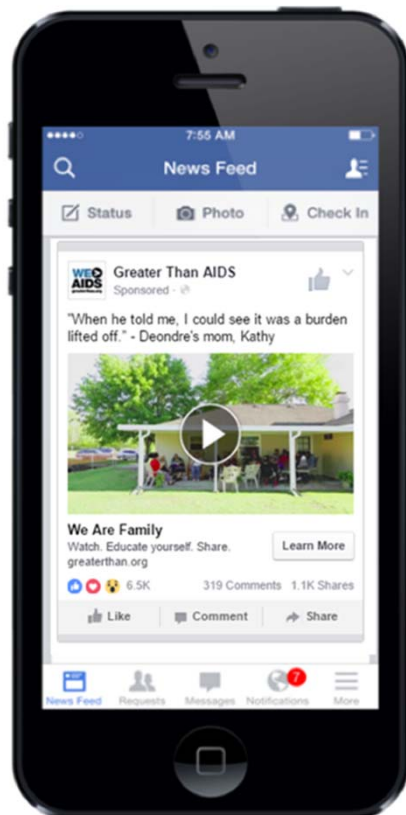 7:55 AM
News Feed
Status
Photo
Check In
WE>
AIDS
greaterthan.org
Greater Than AIDS
Sponsored ·
"When he told me, I could see it was a burden
lifted off." - Deondre's mom, Kathy
We Are Family
Watch. Educate yourself. Share.
greaterthan.org
Learn More
6.5K
319 Comments
1.1K Shares
Like
Comment
Share
7
News Feed
Requests
Messages
Notifications
More